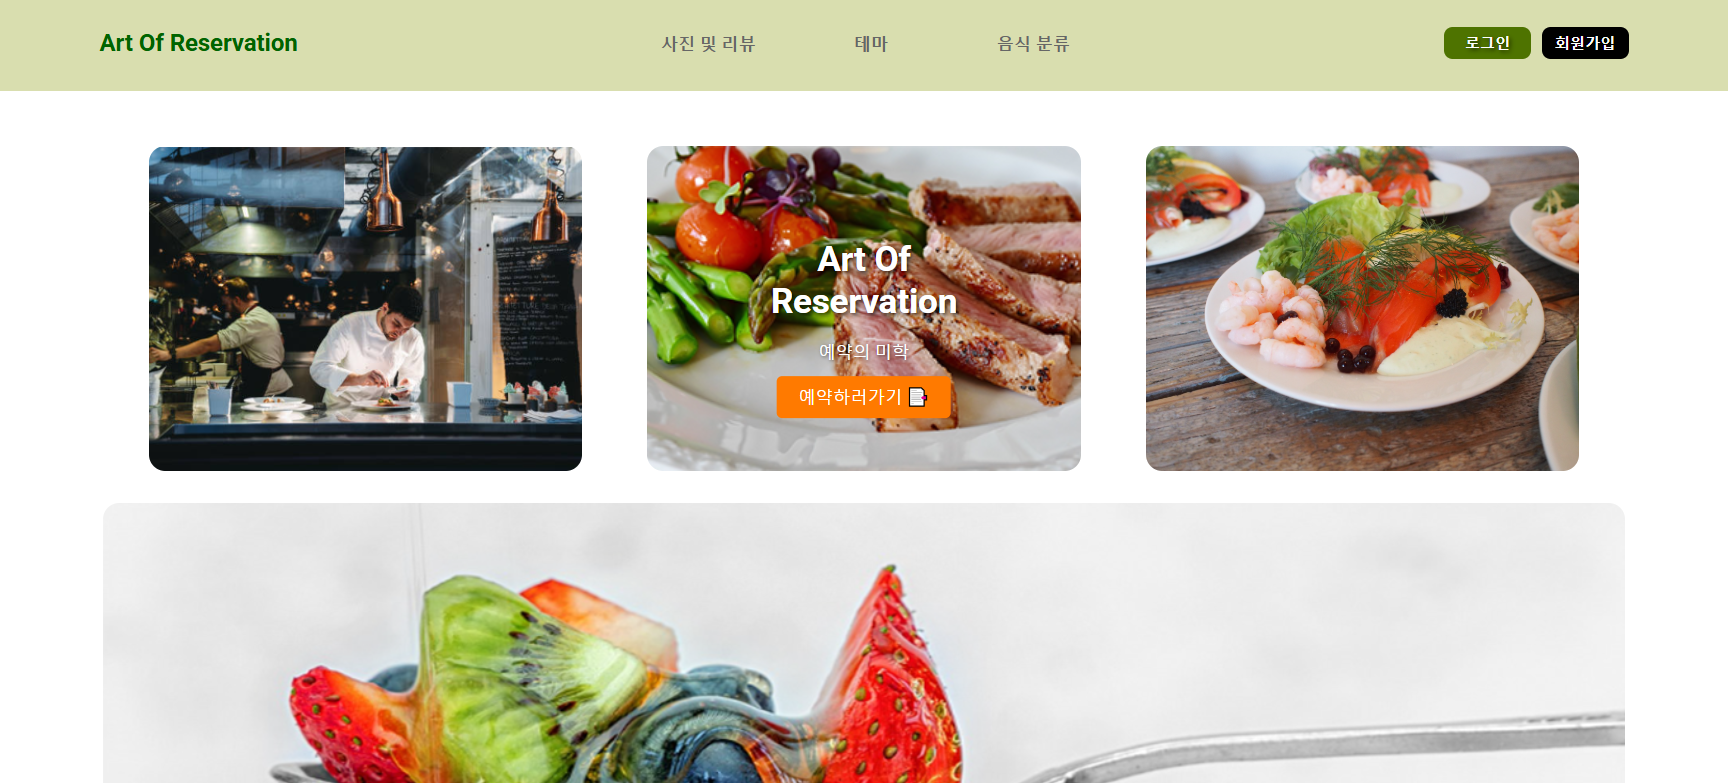 Art Of Reservation
사진 및 리뷰
테마
음식 분류
로그인
회원가입
Art Of
Reservation
예약의 미학
예약하러가기